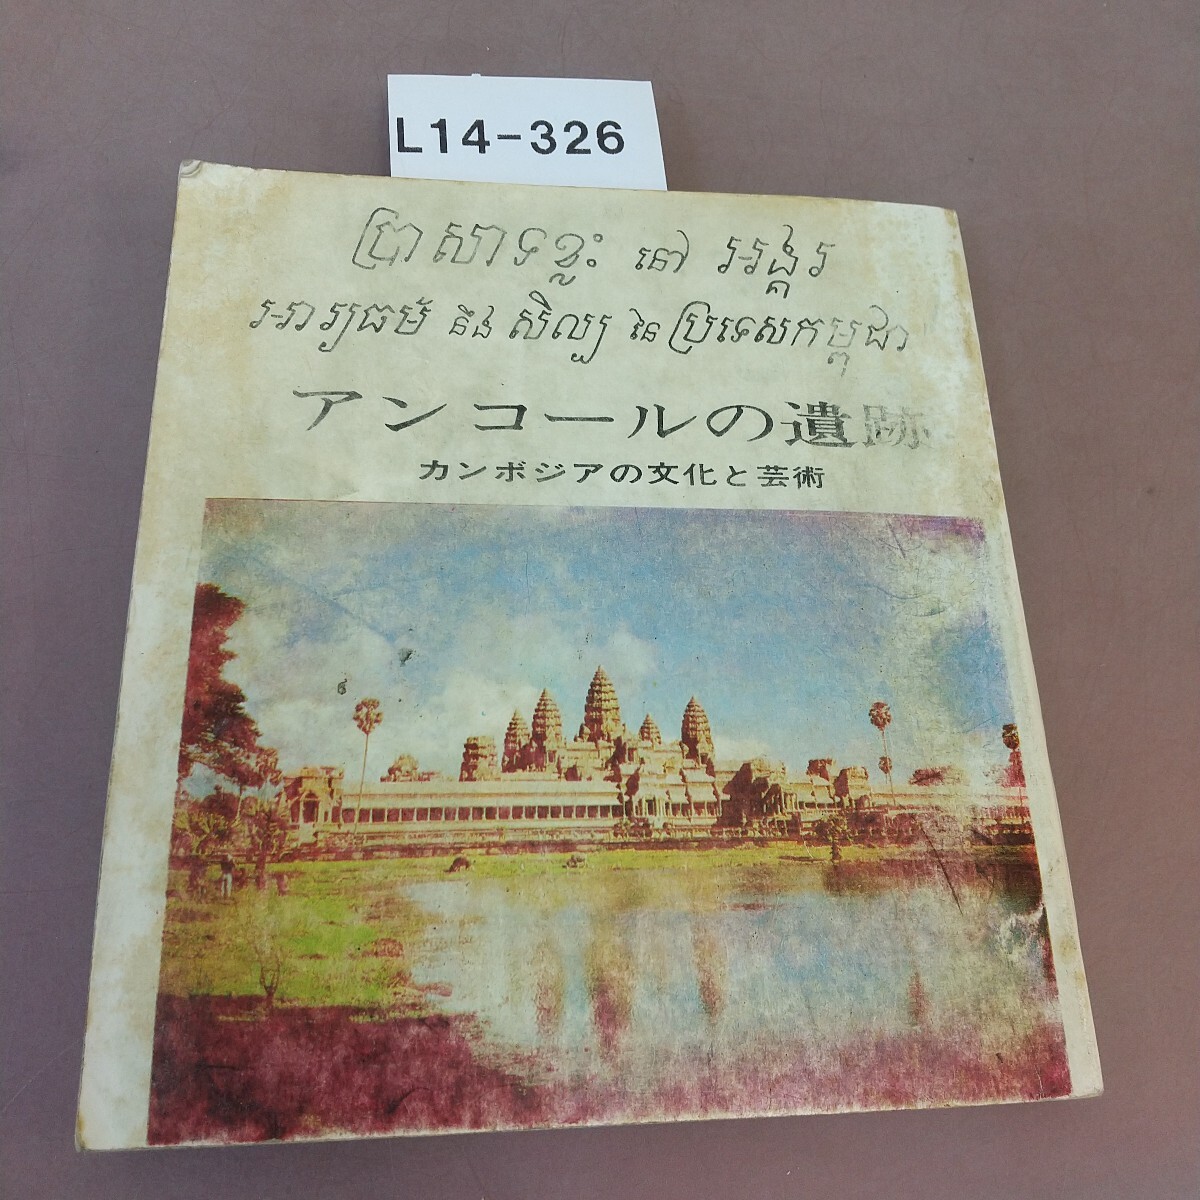 L14-326
ប្រាសាទខ្លះ នៅ អង្គរ
អារ្យធម៌ នឹង សិល្ប នៃ ប្រទេសកម្ពុជា
アンコールの遺跡
カンボジアの文化と芸術